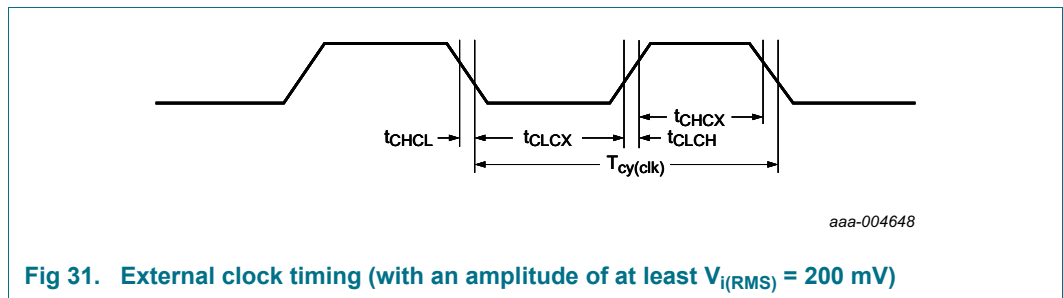 tCHCX
tCHCL tCLCX tCLCH
Tcy(clk)
aaa-004648
Fig 31. External clock timing (with an amplitude of at least Vi(RMS) = 200 mV)